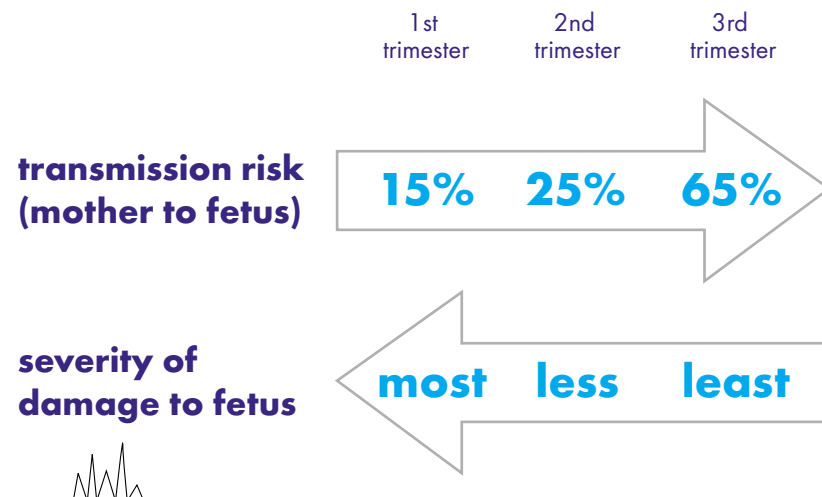 1st 2nd 3rd
trimester trimester trimester
transmission risk
(mother to fetus)
15% 25% 65%
severity of
damage to fetus
most less least